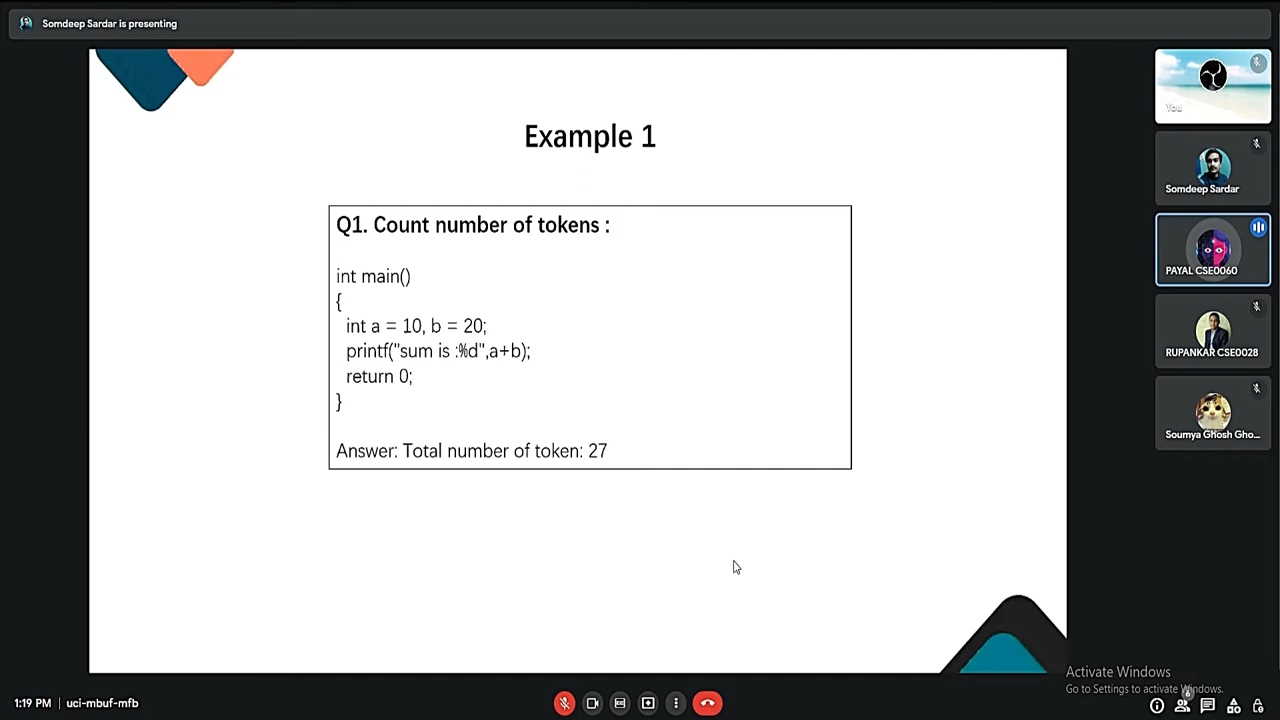 Somdeep Sardar is presenting
Example 1
Q1. Count number of tokens :
int main()
{
int a = 10, b = 20;
printf("sum is :%d",a+b);
return 0;
}
Answer: Total number of token: 27
You
Somdeep Sardar
PAYAL CSE0060
RUPANKAR CSE0028
Soumya Ghosh Gho...
Activate Windows
Go to Settings to activate Windows.
1:19 PM | uci-mbuf-mfb
6